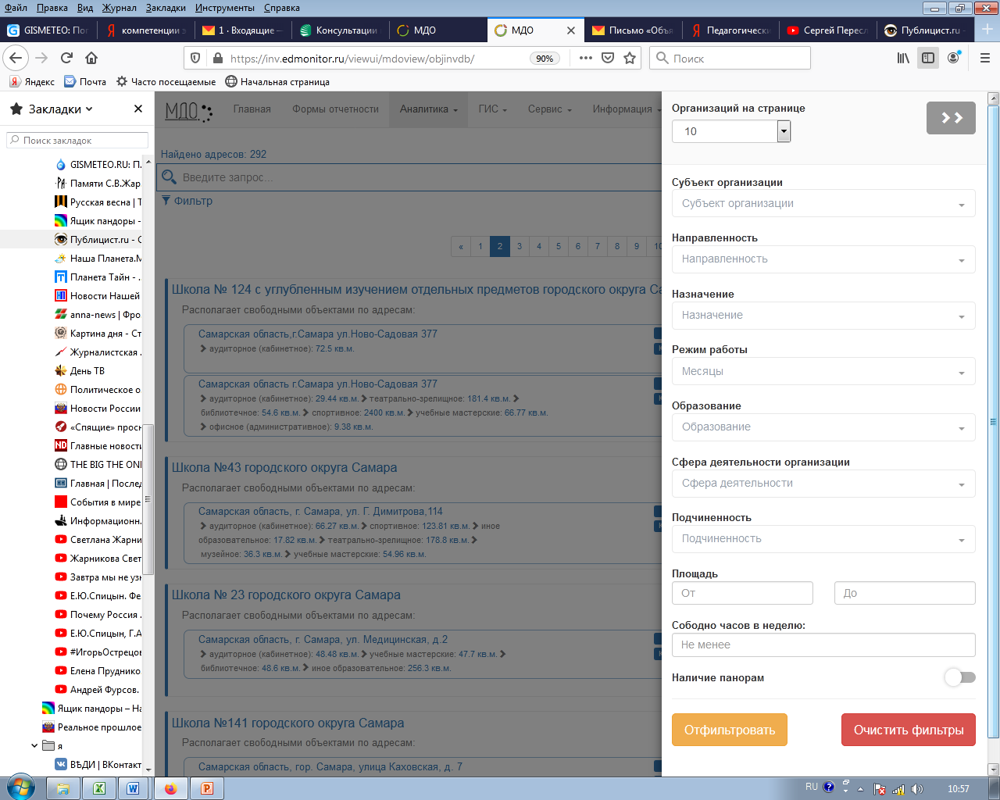 Файл Правка Вид Журнал Закладки Инструменты Справка
GISMETEO: По
компетенции э
1 · Входящие —
Консультации
МДО
МДО
Письмо «Объя
Педагогически
Сергей Пересл
Публицист.ru -
https://inv.edmonitor.ru/viewui/mdoview/objinvdb/
90%
Поиск
Яндекс
Почта
Часто посещаемые
Начальная страница
Закладки
Поиск закладок
GISMETEO.RU: П.
Памяти С.В.Жар
Русская весна | Т
Ящик пандоры -
Публицист.ru - С
Наша Планета.М
Планета Тайн - .
Новости Нашей
anna-news | Фро
Картина дня - Ст
Журналистская .
День ТВ
Политическое о
Новости России
«Спящие» просн
Главные новости
THE BIG THE ONE
Главная | Послед
События в мире
Информационн.
Светлана Жарни
Жарникова Свет
Завтра мы не узн
Е.Ю.Спицын. Фе
Почему Россия .
Е.Ю.Спицын, Г.А
#ИгорьОстрецов
Елена Прудникo.
Андрей Фурсов.
Ящик пандоры – На
Реальное прошлое
я
ВѢДИ | ВКонтакт
МДО
Главная
Формы отчетности
Аналитика
ГИС
Сервис
Информация
Найдено адресов: 292
Введите запрос...
Фильтр
« 1 2 3 4 5 6 7 8 9 10
Школа № 124 с углубленным изучением отдельных предметов городского округа Са
Располагает свободными объектами по адресам:
Самарская область,г.Самара ул.Ново-Садовая 377
аудиторное (кабинетное): 72.5 кв.м.
Самарская область г.Самара ул.Ново-Садовая 377
аудиторное (кабинетное): 29.44 кв.м. театрально-зрелищное: 181.4 кв.м.
библиотечное: 54.6 кв.м. спортивное: 2400 кв.м. учебные мастерские: 66.77 кв.м.
офисное (административное): 9.38 кв.м.
Школа №43 городского округа Самара
Располагает свободными объектами по адресам:
Самарская область, г. Самара, ул. Г. Димитрова,114
аудиторное (кабинетное): 66.27 кв.м. спортивное: 123.81 кв.м. иное
образовательное: 17.82 кв.м. театрально-зрелищное: 178.8 кв.м.
музейное: 36.3 кв.м. учебные мастерские: 54.96 кв.м.
Школа № 23 городского округа Самара
Располагает свободными объектами по адресам:
Самарская область, г. Самара, ул. Медицинская, д.2
аудиторное (кабинетное): 48.48 кв.м. учебные мастерские: 47.7 кв.м.
библиотечное: 48.6 кв.м. иное образовательное: 256.3 кв.м.
Школа №141 городского округа Самара
Располагает свободными объектами по адресам:
Самарская область, гор. Самара, улица Каховская, д. 7
Организаций на странице
10
Субъект организации
Субъект организации
Направленность
Направленность
Назначение
Назначение
Режим работы
Месяцы
Образование
Образование
Сфера деятельности организации
Сфера деятельности
Подчиненность
Подчиненность
Площадь
От До
Сободно часов в неделю:
Не менее
Наличие панорам
Отфильтровать Очистить фильтры
RU
10:57